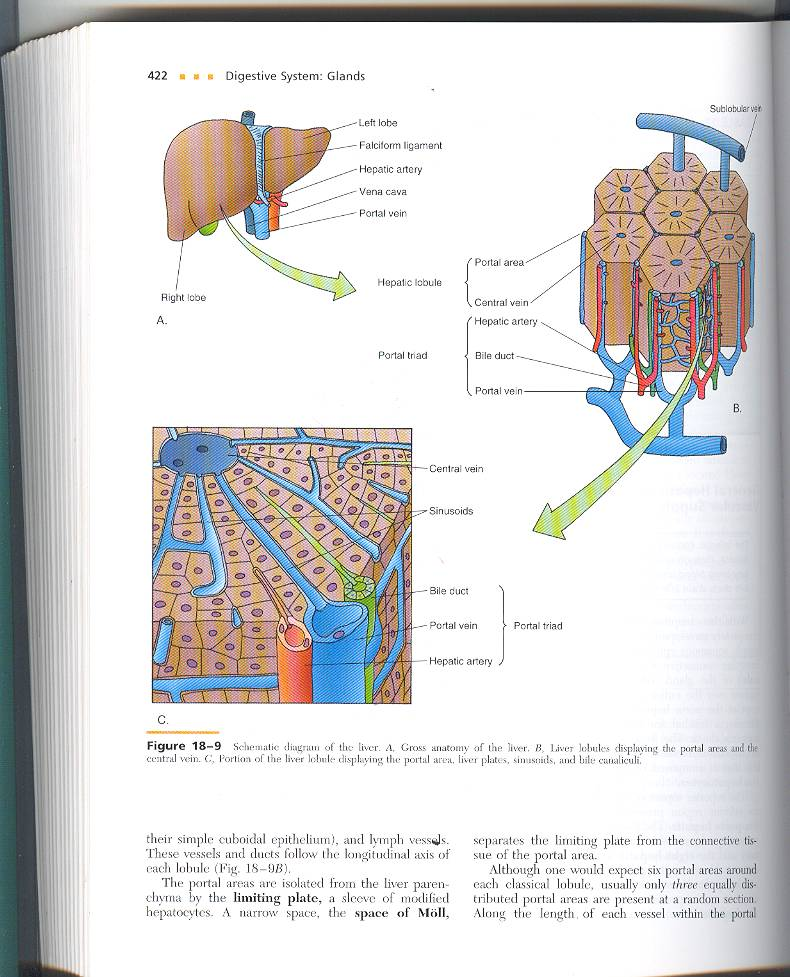 422 ■ ■ ■ Digestive System: Glands
Left lobe
Falciform ligament
Hepatic artery
Vena cava
Portal vein
Right lobe
A.
Sublobular vein
Hepatic lobule
Portal area
Central vein
Portal triad
Hepatic artery
Bile duct
Portal vein
B.
Central vein
Sinusoids
Bile duct
Portal vein
Hepatic artery
Portal triad
C.
Figure 18–9 Schematic diagram of the liver. A, Gross anatomy of the liver. B, Liver lobules displaying the portal areas and the
central vein. C, Portion of the liver lobule displaying the portal area, liver plates, sinusoids, and bile canaliculi.
their simple cuboidal epithelium), and lymph vessels.
These vessels and ducts follow the longitudinal axis of
each lobule (Fig. 18–9B).
The portal areas are isolated from the liver paren-
chyma by the limiting plate, a sleeve of modified
hepatocytes. A narrow space, the space of Möll,
separates the limiting plate from the connective tis-
sue of the portal area.
Although one would expect six portal areas around
each classical lobule, usually only three equally dis-
tributed portal areas are present at a random section.
Along the length of each vessel within the portal